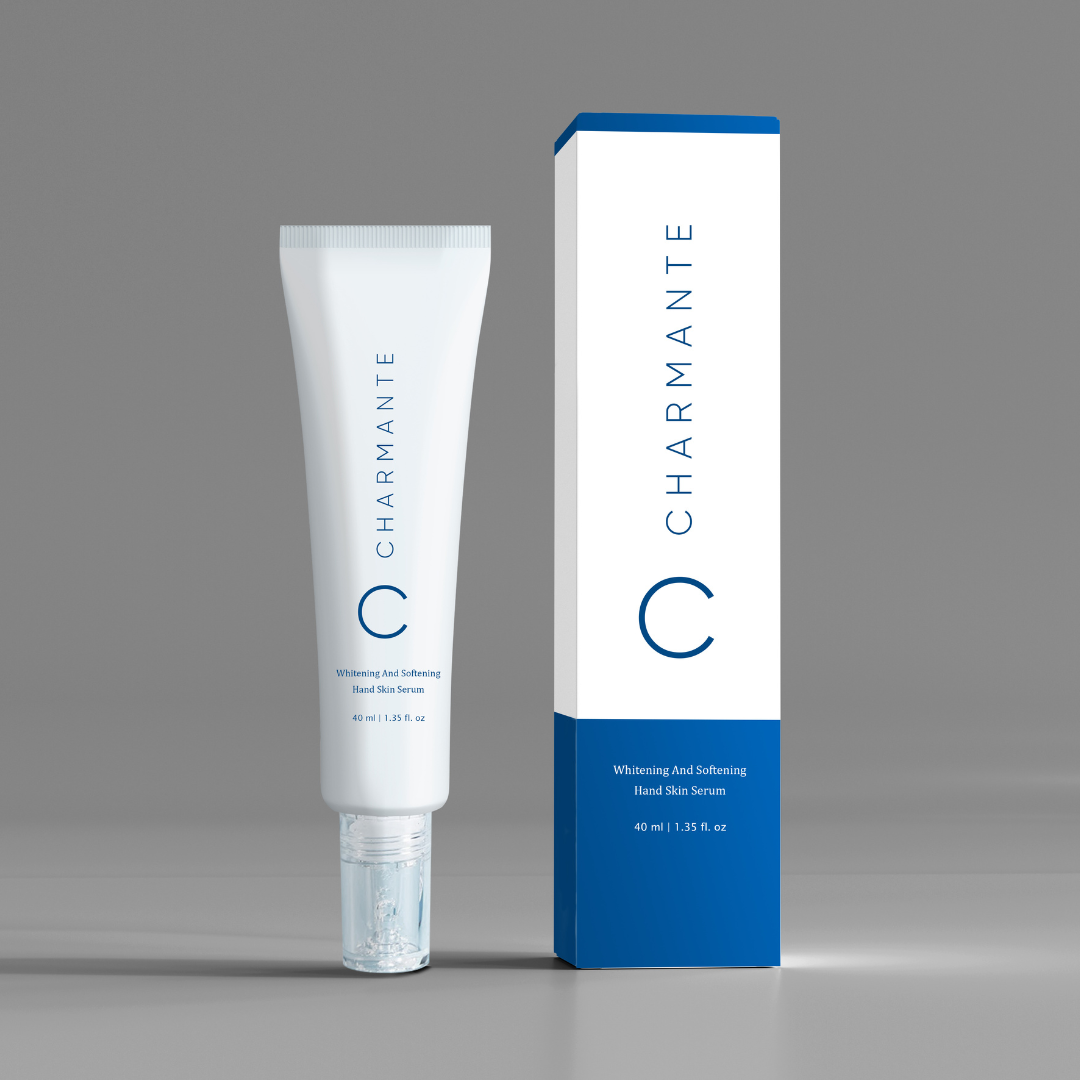 CHARMANTE
C
Whitening And Softening
Hand Skin Serum
40 ml | 1.35 fl. oz
CHARMANTE
C
Whitening And Softening
Hand Skin Serum
40 ml | 1.35 fl. oz